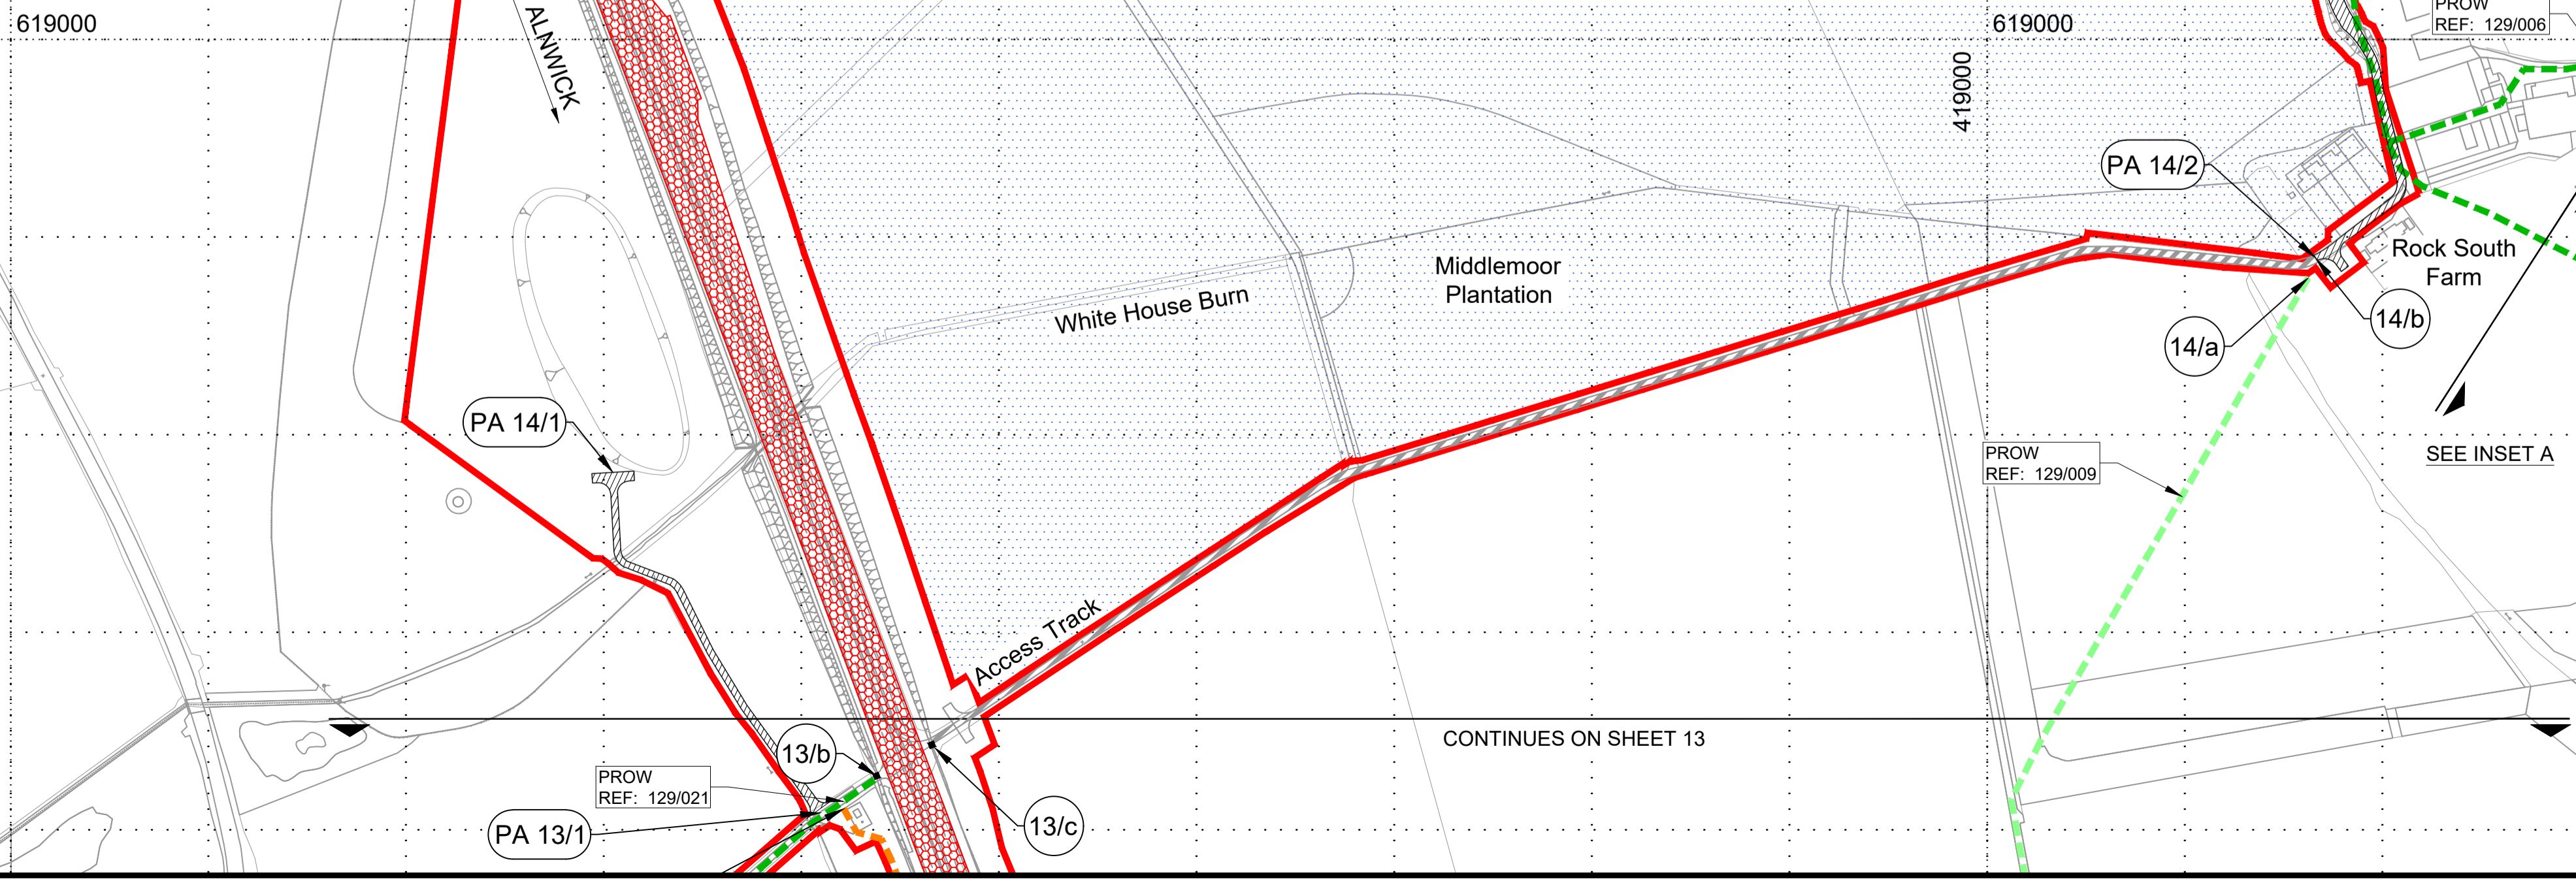 619000
ALNWICK
619000
419000
PROW
REF: 129/006
PA 14/2
Rock South
Farm
Middlemoor
Plantation
White House Burn
14/b
14/a
PA 14/1
PROW
REF: 129/009
SEE INSET A
Access Track
CONTINUES ON SHEET 13
13/b
PROW
REF: 129/021
PA 13/1
13/c